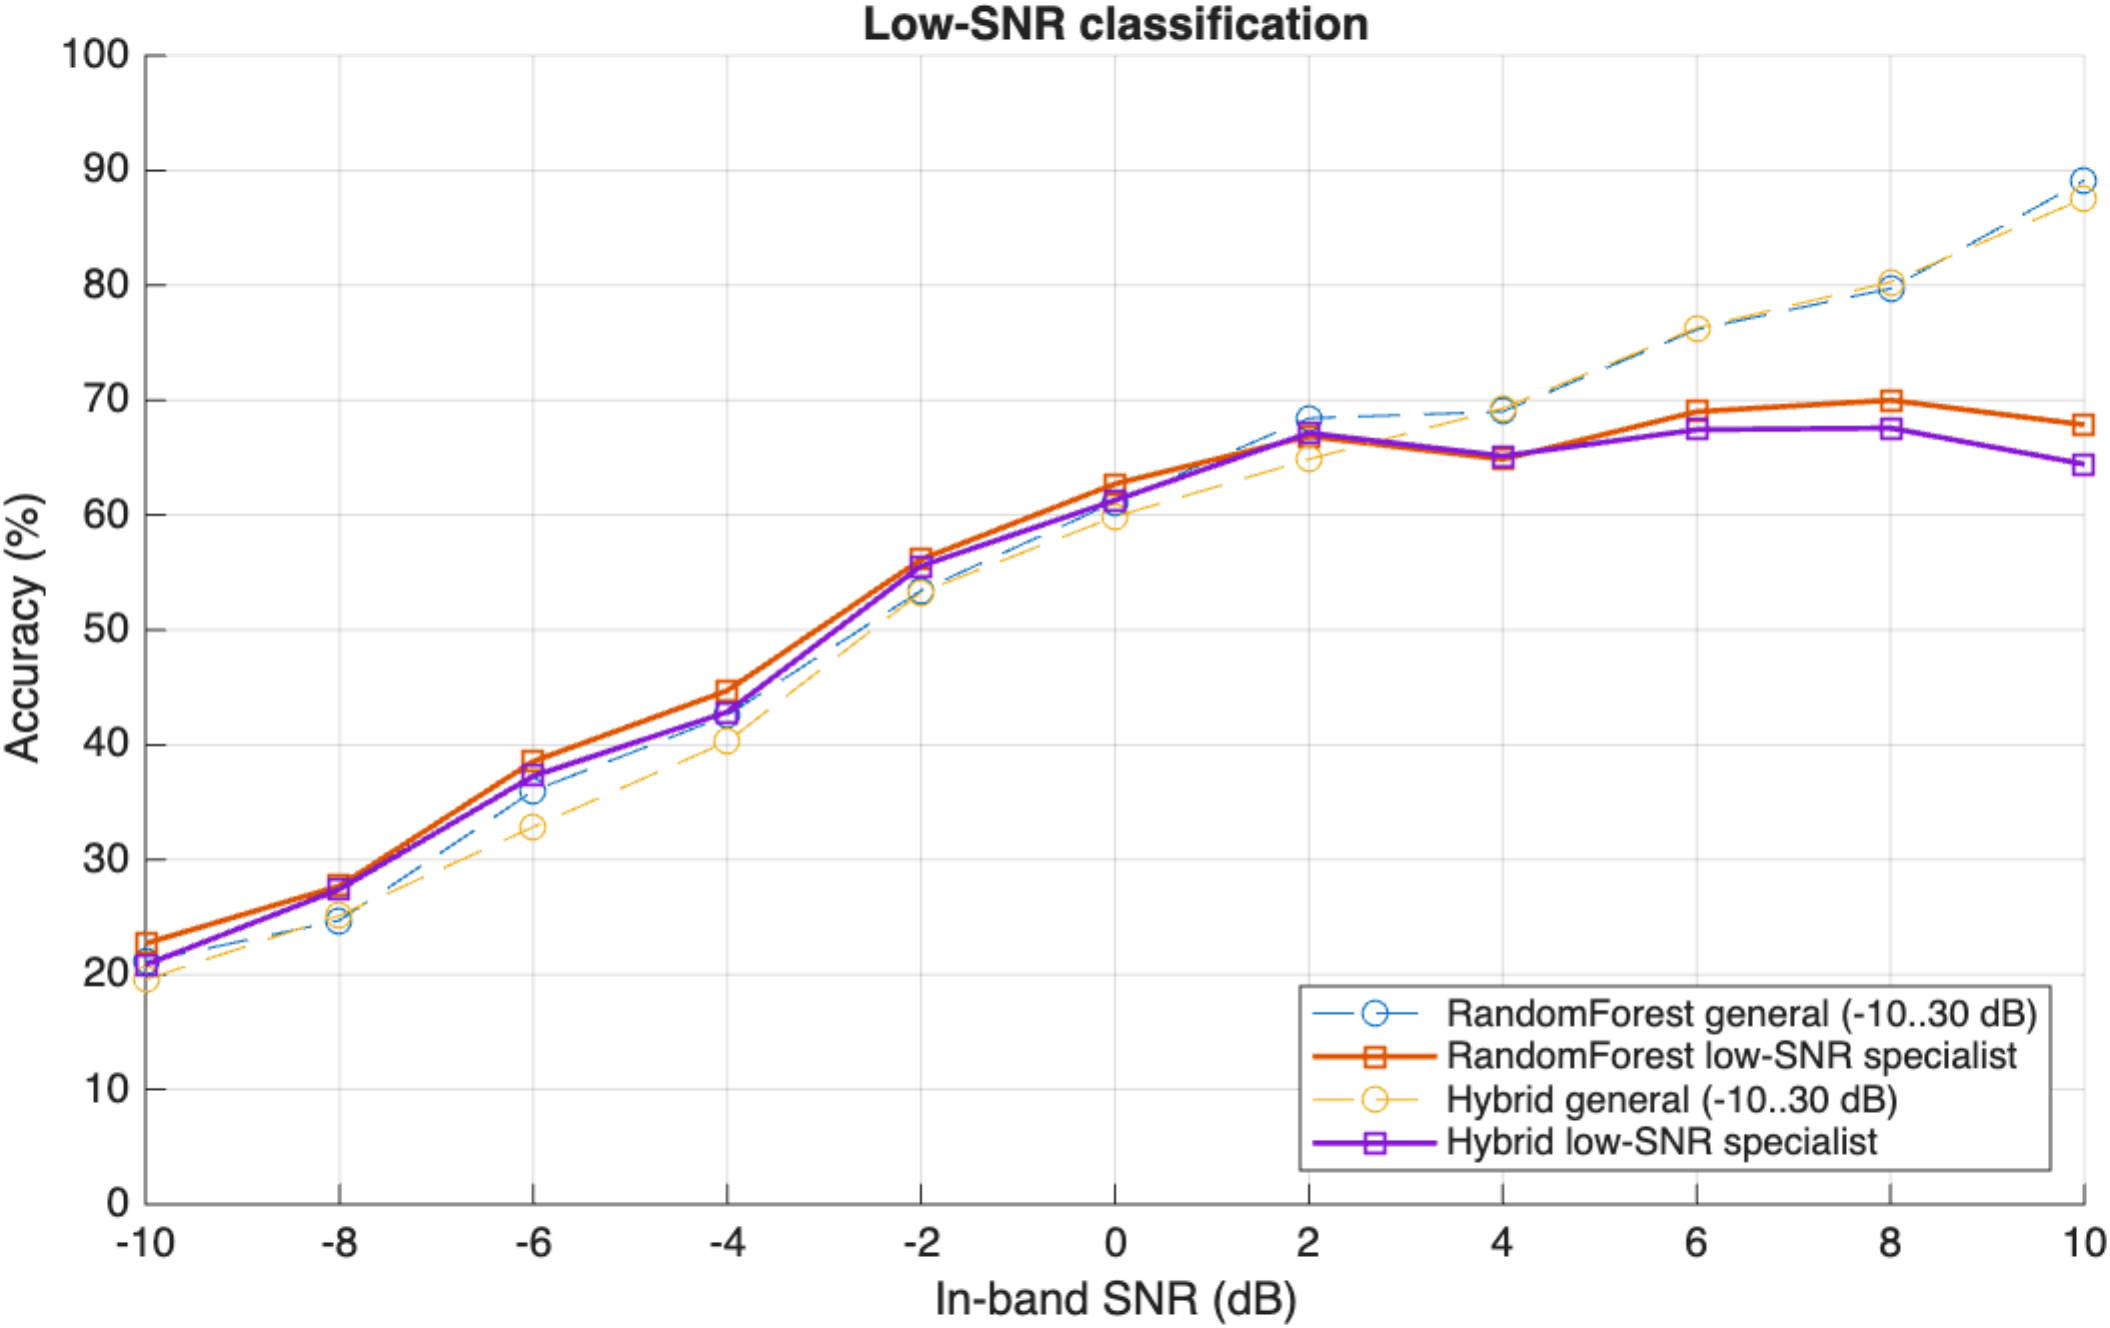 Low-SNR classification
100
90
80
70
60
50
40
30
20
10
0
Accuracy (%)
-10 -8 -6 -4 -2 0 2 4 6 8 10
In-band SNR (dB)
RandomForest general (-10..30 dB)
RandomForest low-SNR specialist
Hybrid general (-10..30 dB)
Hybrid low-SNR specialist